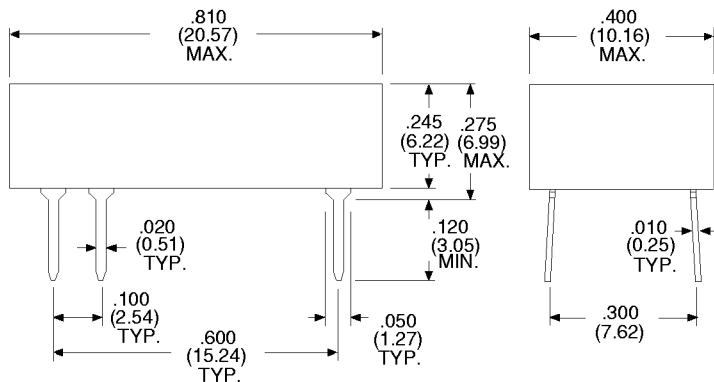 .810
(20.57)
MAX.
.400
(10.16)
MAX.
.245
(6.22)
TYP.
.275
(6.99)
MAX.
.020
(0.51)
TYP.
.120
(3.05)
MIN.
.010
(0.25)
TYP.
.100
(2.54)
TYP.
.600
(15.24)
TYP.
.050
(1.27)
TYP.
.300
(7.62)